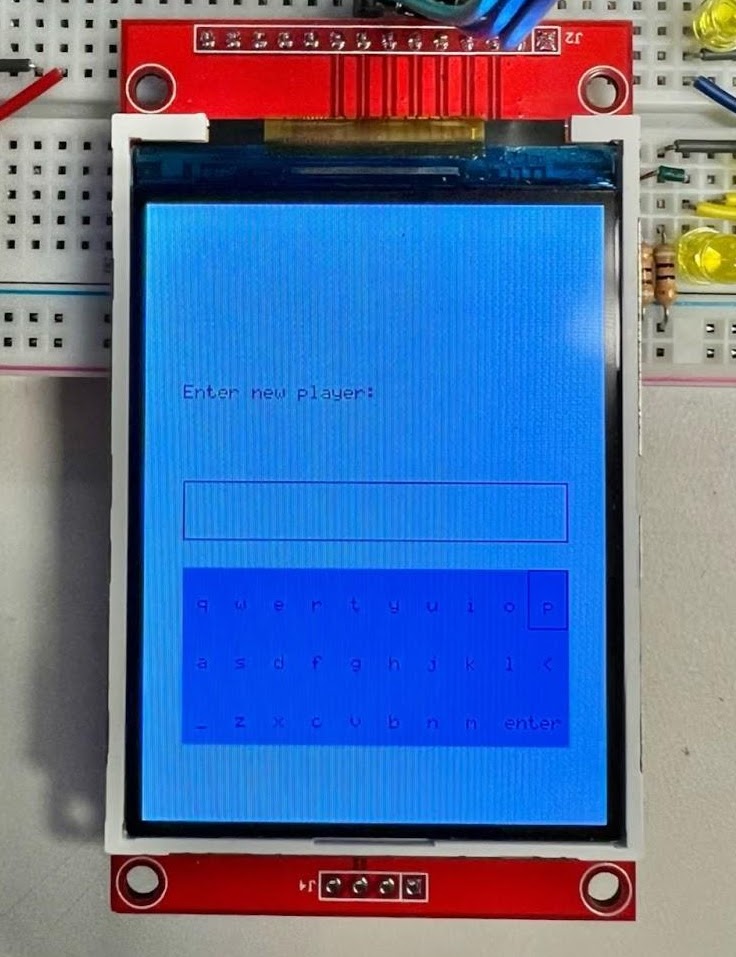 J2
Enter new player:
q w e r t y u i o p
a s d f g h j k l <
_ z x c v b n m enter
J4